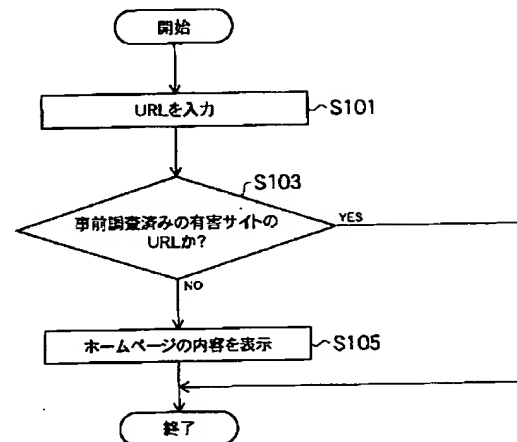 開始
URLを入力
S101
S103
事前調査済みの有害サイトの
URLか?
YES
NO
ホームページの内容を表示
S105
終了